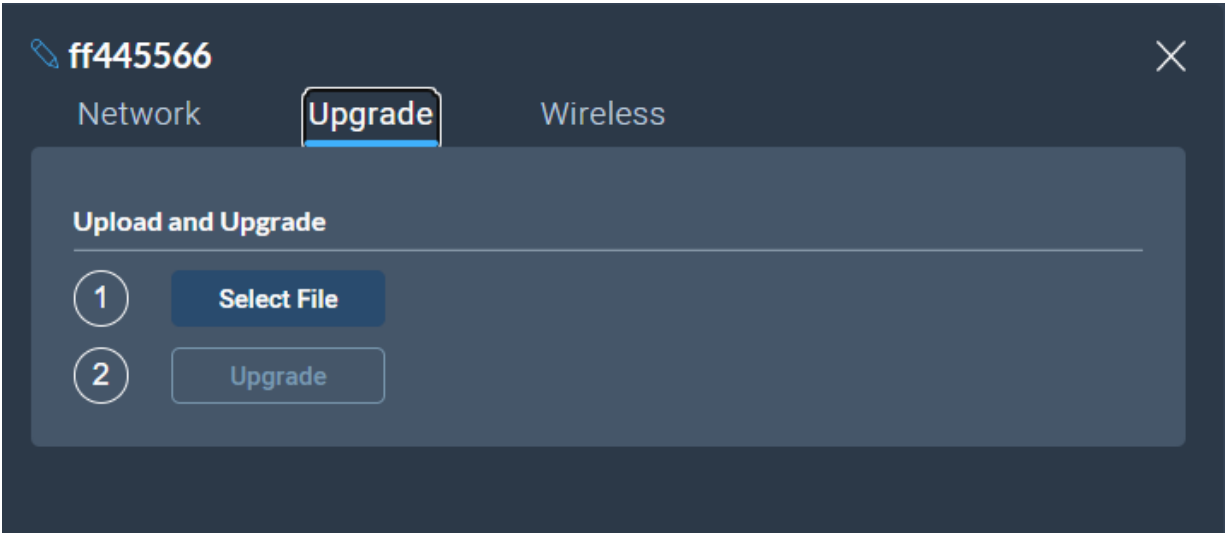 ff445566
Network Upgrade Wireless
Upload and Upgrade
1 Select File
2 Upgrade